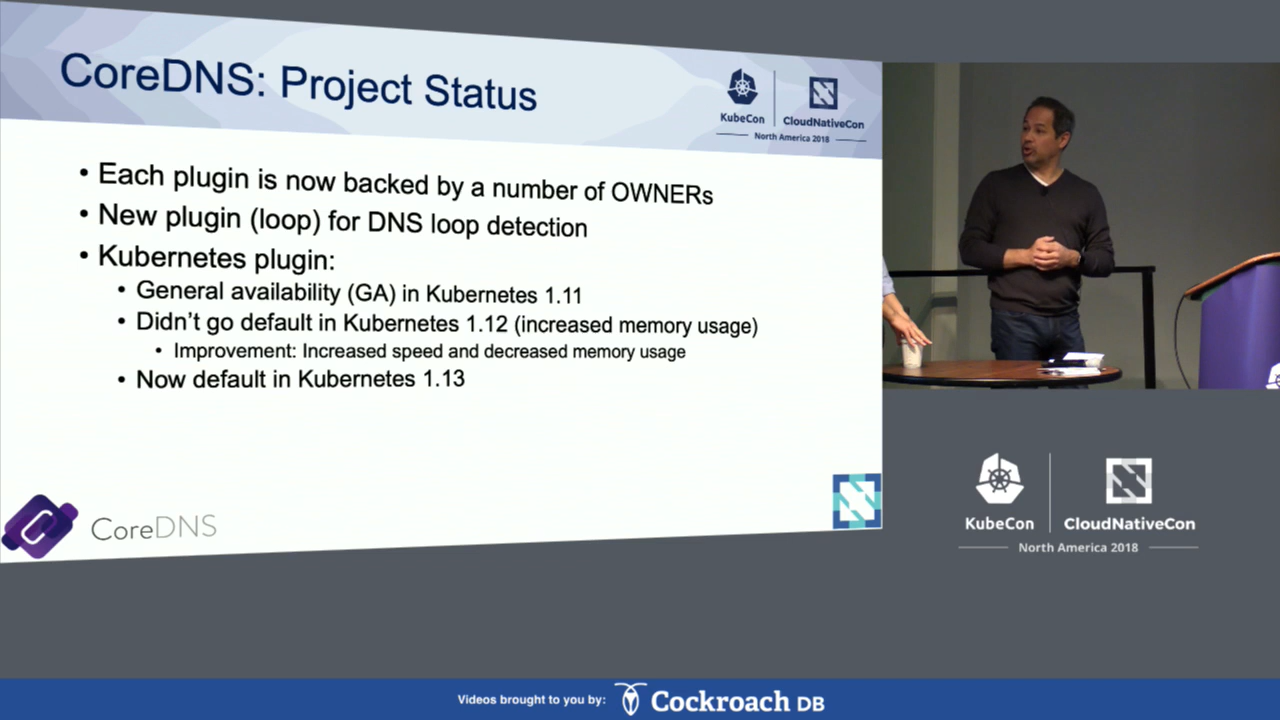 CoreDNS: Project Status
KubeCon
CloudNativeCon
North America 2018
• Each plugin is now backed by a number of OWNERs
• New plugin (loop) for DNS loop detection
• Kubernetes plugin:
• General availability (GA) in Kubernetes 1.11
• Didn’t go default in Kubernetes 1.12 (increased memory usage)
• Improvement: Increased speed and decreased memory usage
• Now default in Kubernetes 1.13
CoreDNS
KubeCon
CloudNativeCon
North America 2018
Videos brought to you by:
Cockroach DB